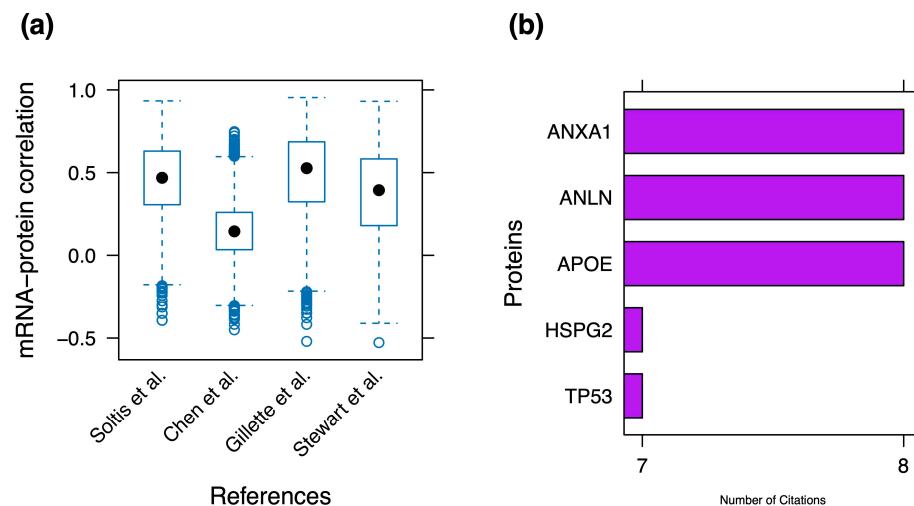 (a)
mRNA−protein correlation
1.0
0.5
0.0
−0.5
Soltis et al.
Chen et al.
Gillette et al.
Stewart et al.
References
(b)
Proteins
ANXA1
ANLN
APOE
HSPG2
TP53
7
8
Number of Citations